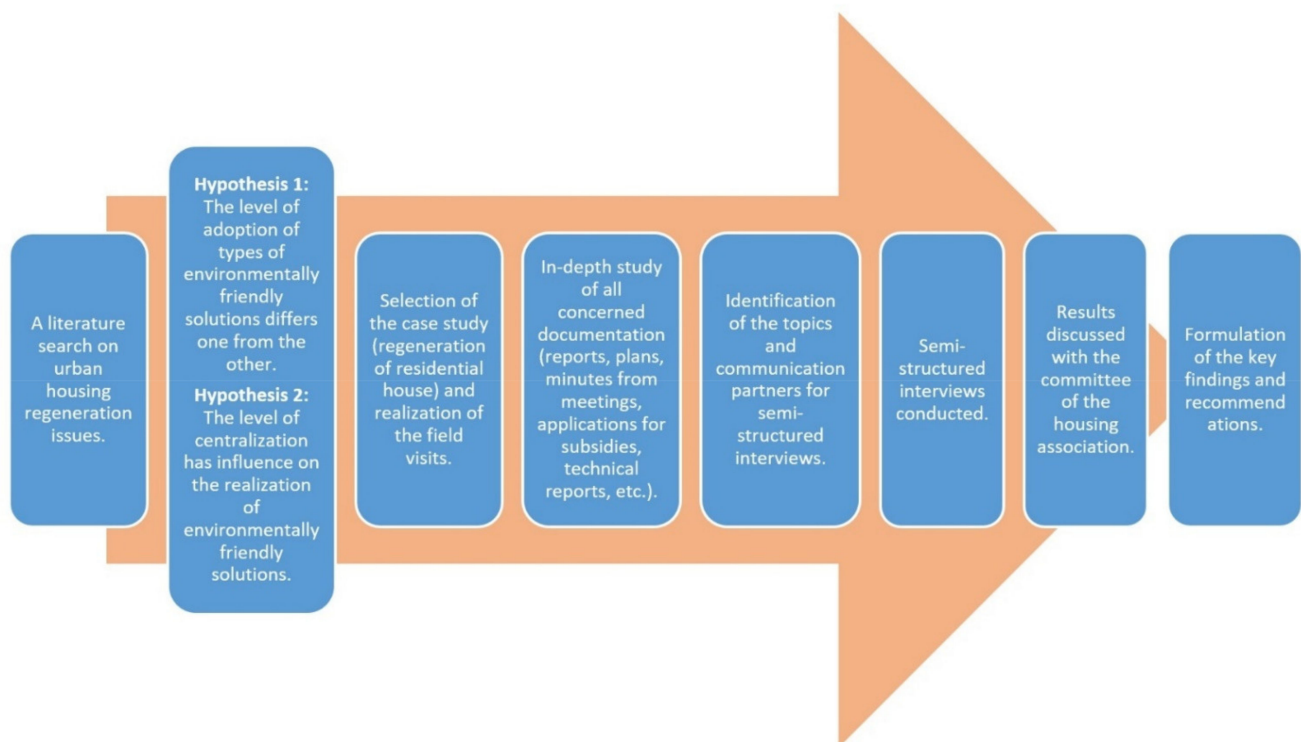 A literature
search on
urban
housing
regeneration
issues.
Hypothesis 1:
The level of
adoption of
types of
environmentally
friendly
solutions differs
one from the
other.
Hypothesis 2:
The level of
centralization
has influence on
the realization
of
environmentally
friendly
solutions.
Selection of
the case study
(regeneration
of residential
house) and
realization of
the field
visits.
In-depth study
of all
concerned
documentation
(reports, plans,
minutes from
meetings,
applications for
subsidies,
technical
reports, etc.).
Identification
of the topics
and
communication
partners for
semi-
structured
interviews.
Semi-
structured
interviews
conducted.
Results
discussed
with the
committee
of the
housing
association.
Formulation
of the key
findings and
recommend
ations.